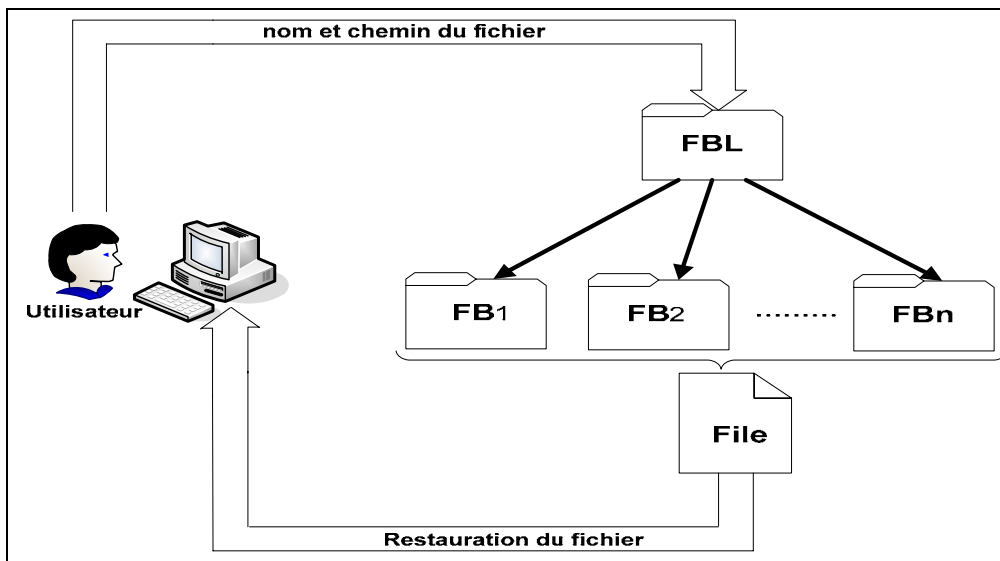 nom et chemin du fichier
FBL
Utilisateur
FB1
FB2
FBn
File
Restauration du fichier